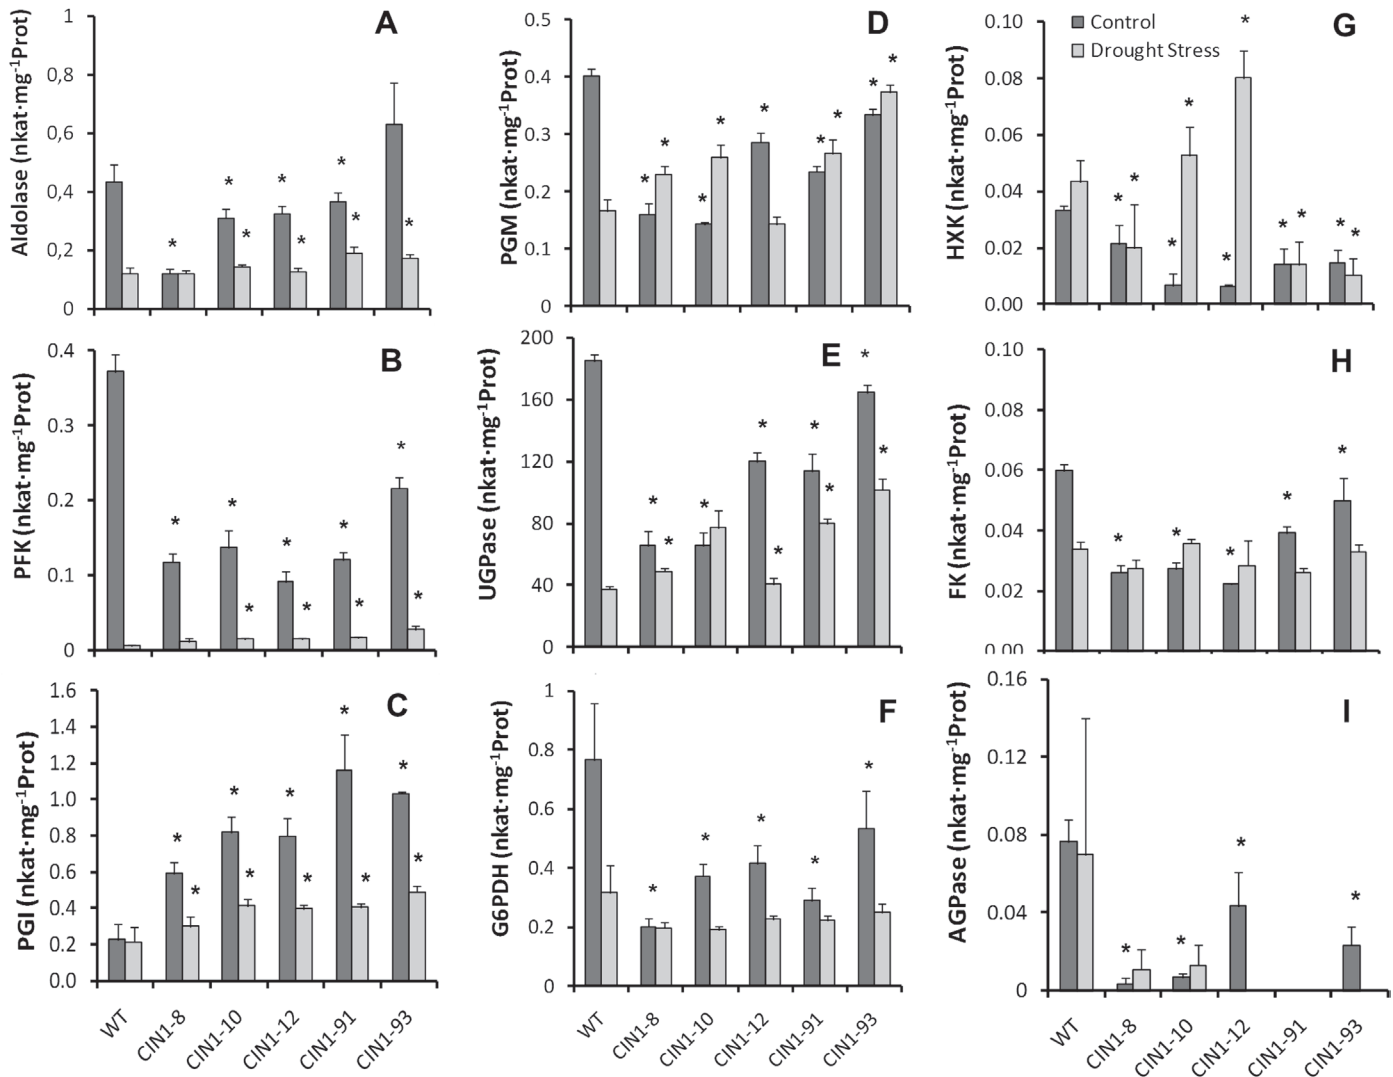 A
Aldolase (nkat·mg⁻¹Prot)
1
0,8
0,6
0,4
0,2
0
*
* *
* *
* *
*
D
PGM (nkat·mg⁻¹Prot)
0.5
0.4
0.3
0.2
0.1
0
* *
* *
*
* *
* *
G
Control
Drought Stress
HXK (nkat·mg⁻¹Prot)
0.10
0.08
0.06
0.04
0.02
0.00
* *
* *
* *
* *
* *
B
PFK (nkat·mg⁻¹Prot)
0.4
0.3
0.2
0.1
0
*
* *
* *
* *
* *
E
UGPase (nkat·mg⁻¹Prot)
200
160
120
80
40
0
* *
*
* *
* *
* *
H
FK (nkat·mg⁻¹Prot)
0.10
0.08
0.06
0.04
0.02
0.00
*
*
*
*
*
C
PGI (nkat·mg⁻¹Prot)
1.6
1.4
1.2
1.0
0.8
0.6
0.4
0.2
0.0
* *
* *
* *
* *
* *
WT
CIN1-8
CIN1-10
CIN1-12
CIN1-91
CIN1-93
F
G6PDH (nkat·mg⁻¹Prot)
1
0.8
0.6
0.4
0.2
0
*
*
*
*
*
WT
CIN1-8
CIN1-10
CIN1-12
CIN1-91
CIN1-93
I
AGPase (nkat·mg⁻¹Prot)
0.16
0.12
0.08
0.04
0
*
*
*
*
WT
CIN1-8
CIN1-10
CIN1-12
CIN1-91
CIN1-93